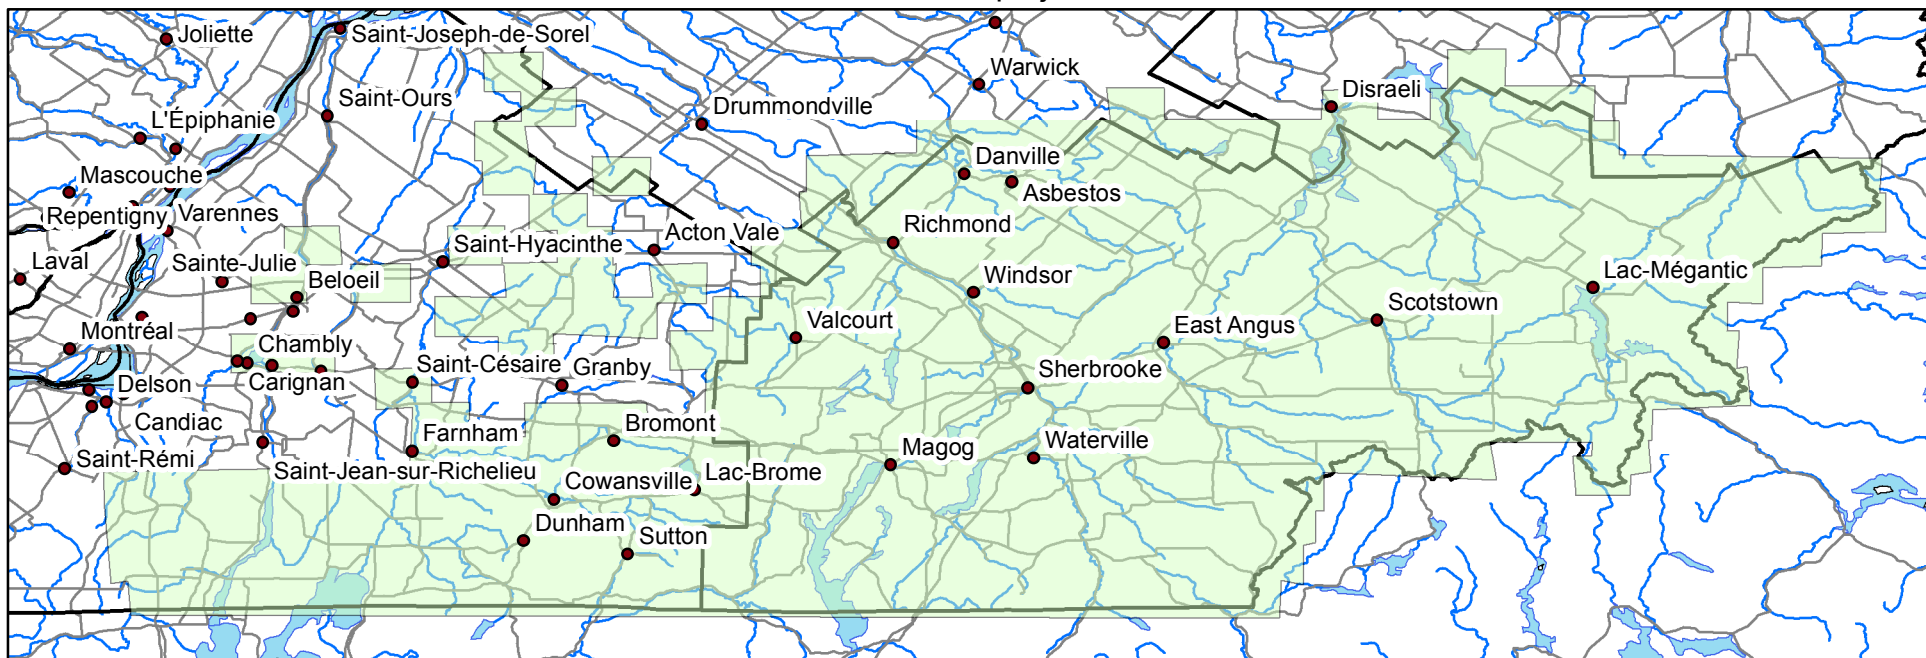 Joliette
Saint-Joseph-de-Sorel
Warwick
Disraeli
Saint-Ours
Drummondville
L'Épiphanie
Danville
Mascouche
Asbestos
Repentigny
Varennes
Richmond
Acton Vale
Saint-Hyacinthe
Laval
Sainte-Julie
Beloeil
Windsor
Lac-Mégantic
Scotstown
Montréal
Valcourt
East Angus
Chambly
Saint-Césaire
Granby
Sherbrooke
Delson
Carignan
Candiac
Farnham
Bromont
Magog
Waterville
Saint-Rémi
Saint-Jean-sur-Richelieu
Cowansville
Lac-Brome
Dunham
Sutton